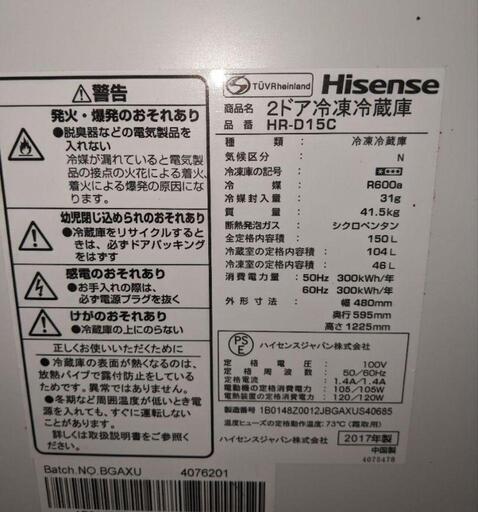 ⚠警告
発火・爆発のおそれあり
●脱臭器などの電気製品を
入れない
冷媒が漏れていると電気製
品の接点の火花による着火、
着火による爆発の原因にな
ります。
幼児閉じ込められのおそれあり
●冷蔵庫をリサイクルすると
きは、必ずドアパッキング
をはずす
感電のおそれあり
●お手入れの際は、
必ず電源プラグを抜く
けがのおそれあり
●冷蔵庫の上にのらない
正しくお使いいただくために
●冷蔵庫の表面が熱くなるのは、
放熱パイプで露付防止をしている
ためです。異常ではありません。
●冬期など周囲温度が低いとき電
源を入れても、すぐに運転しない
ことがあります。
詳しくは取扱説明書をご参照ください。
Batch.NO.BGAXU 4076201
TÜVRheinland Hisense
商品名 2ドア冷凍冷蔵庫
品番 HR-D15C
種類 冷凍冷蔵庫
気候区分 N
冷凍庫の記号
冷媒 R600a
冷媒封入量 31g
質量 41.5kg
断熱発泡ガス シクロペンタン
全定格内容積 150L
冷蔵室の定格内容積 104L
冷凍室の定格内容積 46L
消費電力量 50Hz 300kWh/年
60Hz 300kWh/年
外形寸法 幅 480mm
奥行 595mm
高さ 1225mm
PSE ハイセンスジャパン株式会社
定格電圧 100V
定格周波数 50/60Hz
定格電流 1.4A/1.4A
電動機の定格消費電力 105/105W
電熱装置の定格消費電力 120/120W
製造番号 1B0148Z0012JBGAXUS40685
温度ヒューズの定格動作温度:73℃(霜取用)
ハイセンスジャパン株式会社 2017年製
中国製
4075478